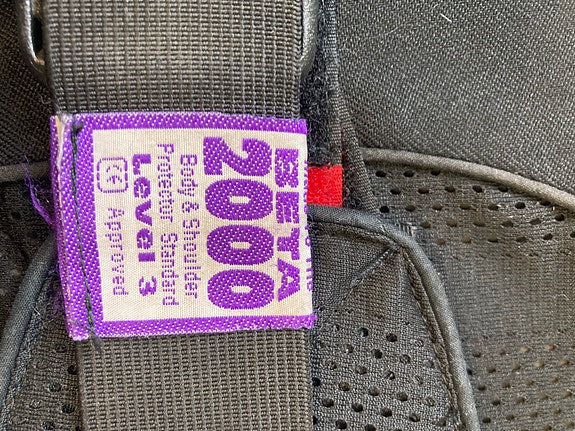 BETA
2000
Body & Shoulder
Protector Standard
Level 3
CE Approved